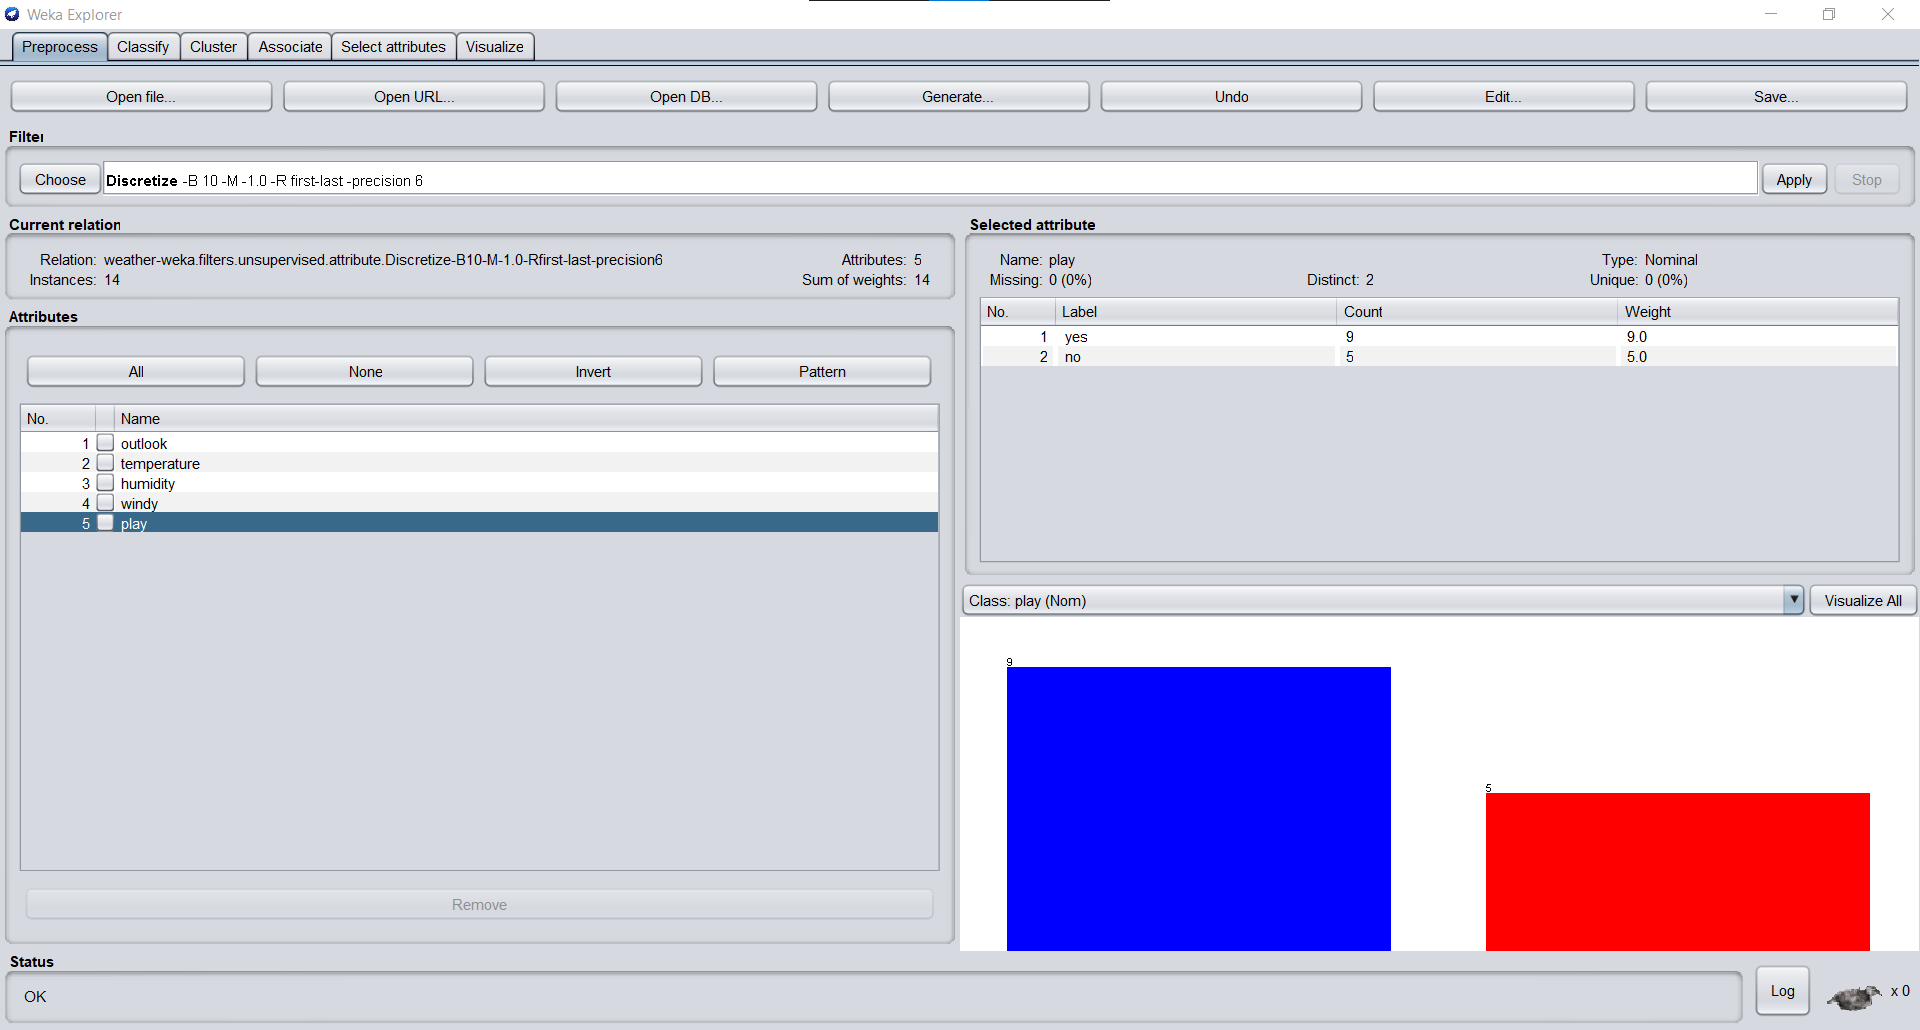 Weka Explorer
Preprocess Classify Cluster Associate Select attributes Visualize
Open file... Open URL... Open DB... Generate... Undo Edit... Save...
Filter
Choose Discretize -B 10 -M -1.0 -R first-last -precision 6 Apply Stop
Current relation
Relation: weather-weka.filters.unsupervised.attribute.Discretize-B10-M-1.0-Rfirst-last-precision6 Attributes: 5
Instances: 14 Sum of weights: 14
Attributes
All None Invert Pattern
No. Name
1 outlook
2 temperature
3 humidity
4 windy
5 play
Remove
Selected attribute
Name: play Type: Nominal
Missing: 0 (0%) Distinct: 2 Unique: 0 (0%)
No. Label Count Weight
1 yes 9 9.0
2 no 5 5.0
Class: play (Nom) Visualize All
9
5
Status
OK
Log x 0